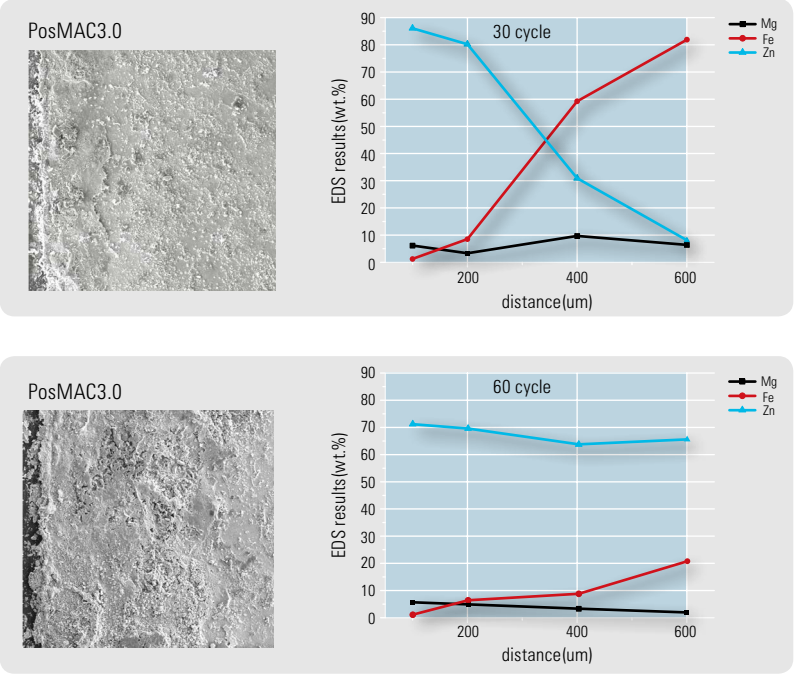 PosMAC3.0
30 cycle
Mg
Fe
Zn
EDS results(wt.%)
90
80
70
60
50
40
30
20
10
0
200 400 600
distance(um)
PosMAC3.0
60 cycle
Mg
Fe
Zn
EDS results(wt.%)
90
80
70
60
50
40
30
20
10
0
200 400 600
distance(um)